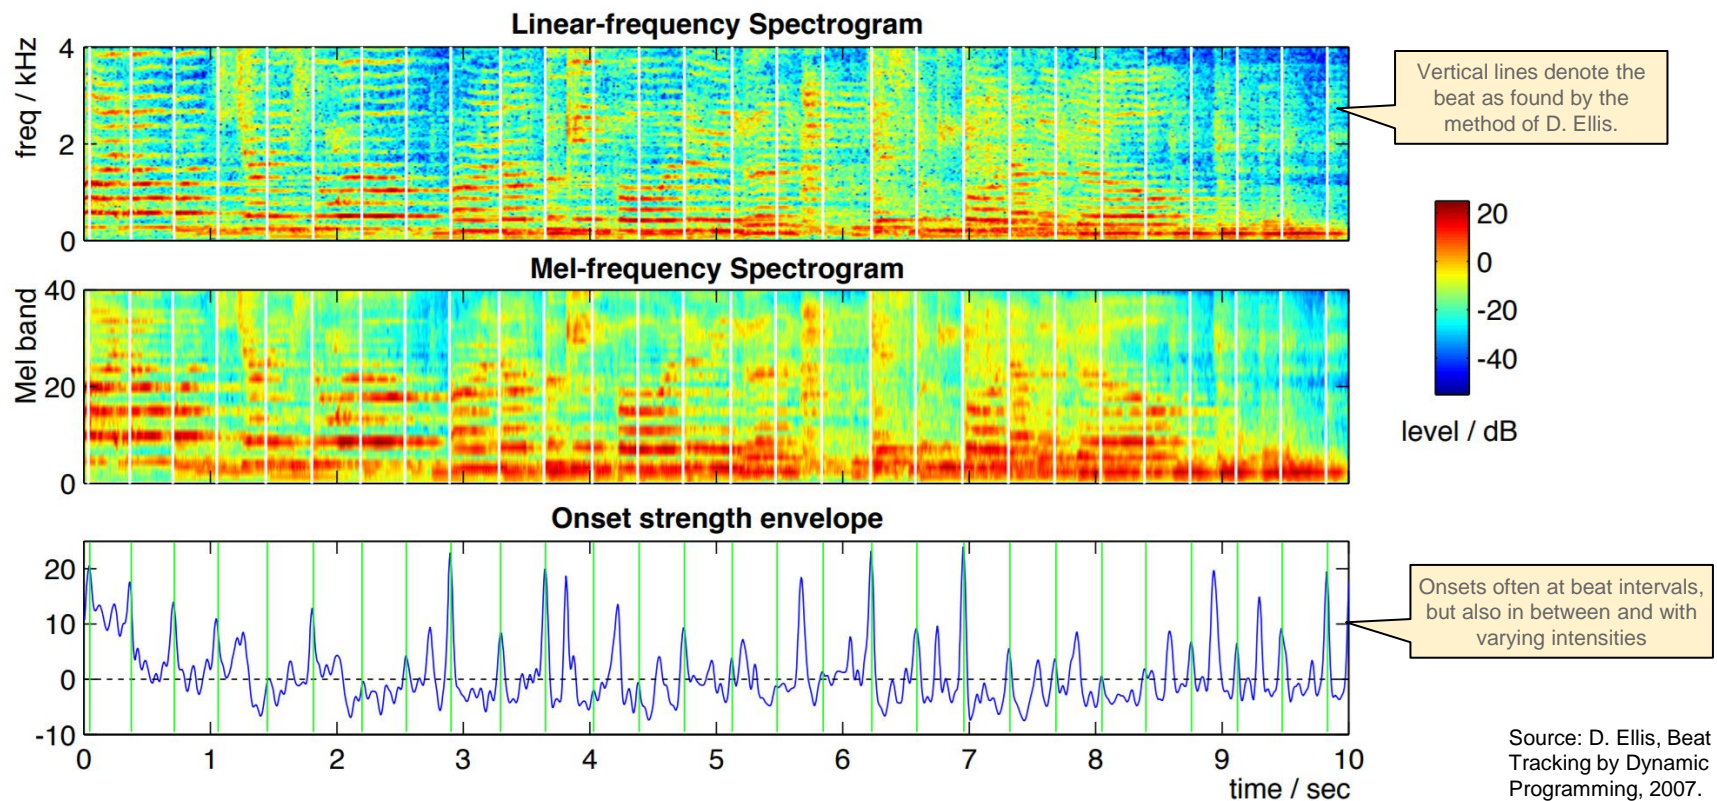 Linear-frequency Spectrogram
freq / kHz
4
2
0
Vertical lines denote the
beat as found by the
method of D. Ellis.
Mel-frequency Spectrogram
Mel band
40
20
0
20
0
-20
-40
level / dB
Onset strength envelope
20
10
0
-10
0 1 2 3 4 5 6 7 8 9 10
time / sec
Onsets often at beat intervals,
but also in between and with
varying intensities
Source: D. Ellis, Beat
Tracking by Dynamic
Programming, 2007.